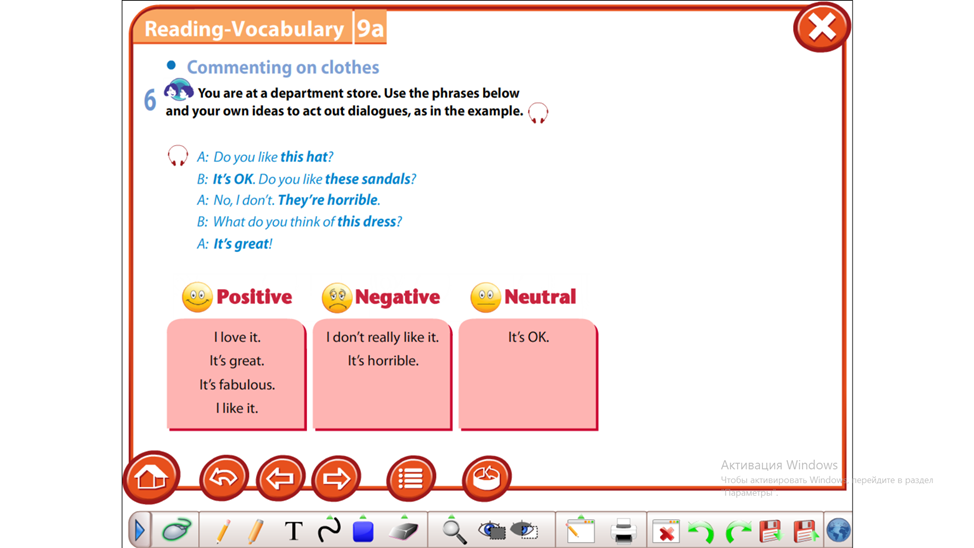 Reading-Vocabulary 9a
• Commenting on clothes
6 You are at a department store. Use the phrases below
and your own ideas to act out dialogues, as in the example.
A: Do you like this hat?
B: It's OK. Do you like these sandals?
A: No, I don't. They're horrible.
B: What do you think of this dress?
A: It's great!
Positive
I love it.
It's great.
It's fabulous.
I like it.
Negative
I don't really like it.
It's horrible.
Neutral
It's OK.
Активация Windows
Чтобы активировать Windows, перейдите в раздел
"Параметры".
T